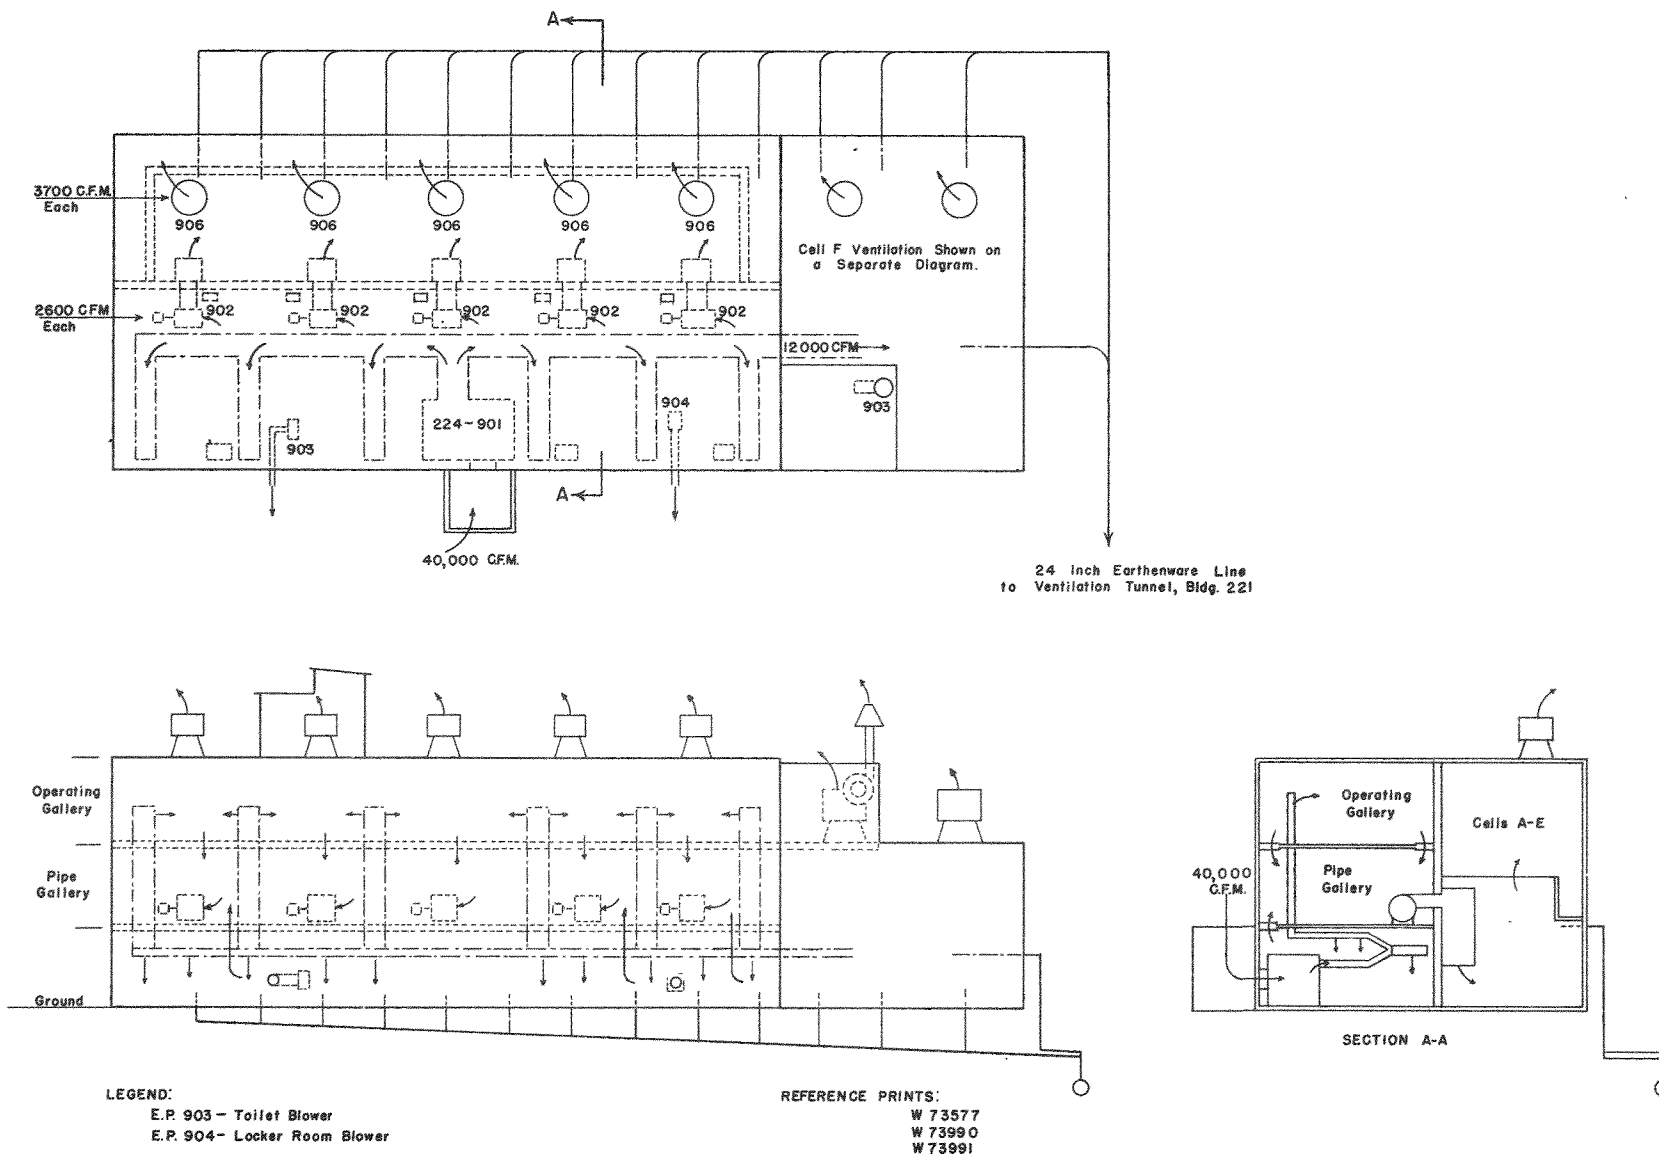 A
3700 C.F.M.
Each
906 906 906 906 906
Cell F Ventilation Shown on
a Separate Diagram.
2600 CFM
Each
902 902 902 902 902
12000 CFM
904
903
224-901
903
A
40,000 C.F.M.
24 Inch Earthenware Line
to Ventilation Tunnel, Bldg. 221
Operating
Gallery
Pipe
Gallery
Ground
Operating
Gallery
Cells A-E
Pipe
Gallery
40,000
C.F.M.
SECTION A-A
LEGEND:
E.P. 903 - Toilet Blower
E.P. 904 - Locker Room Blower
REFERENCE PRINTS:
W 73577
W 73990
W 73991